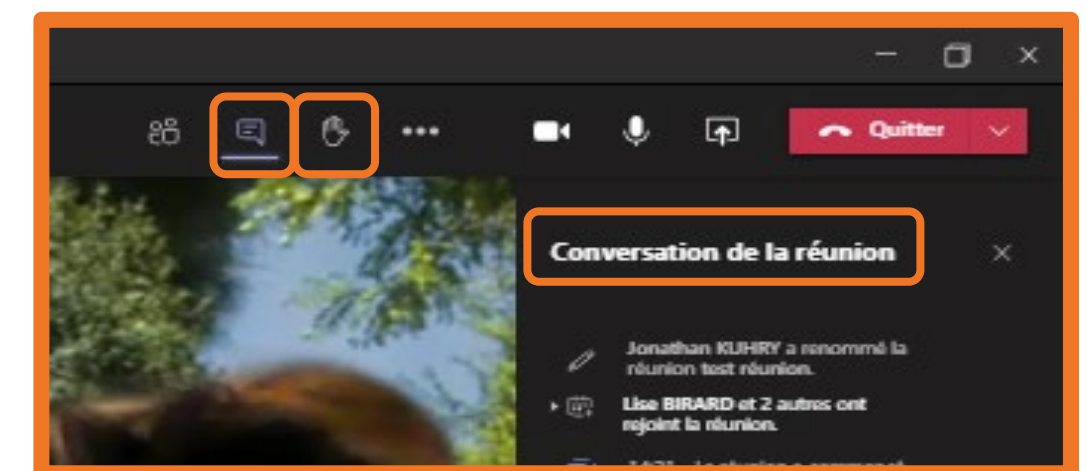 Quitter
Conversation de la réunion
Jonathan KUHRY a renommé la
réunion test réunion.
Lise BIRARD et 2 autres ont
rejoint la réunion.